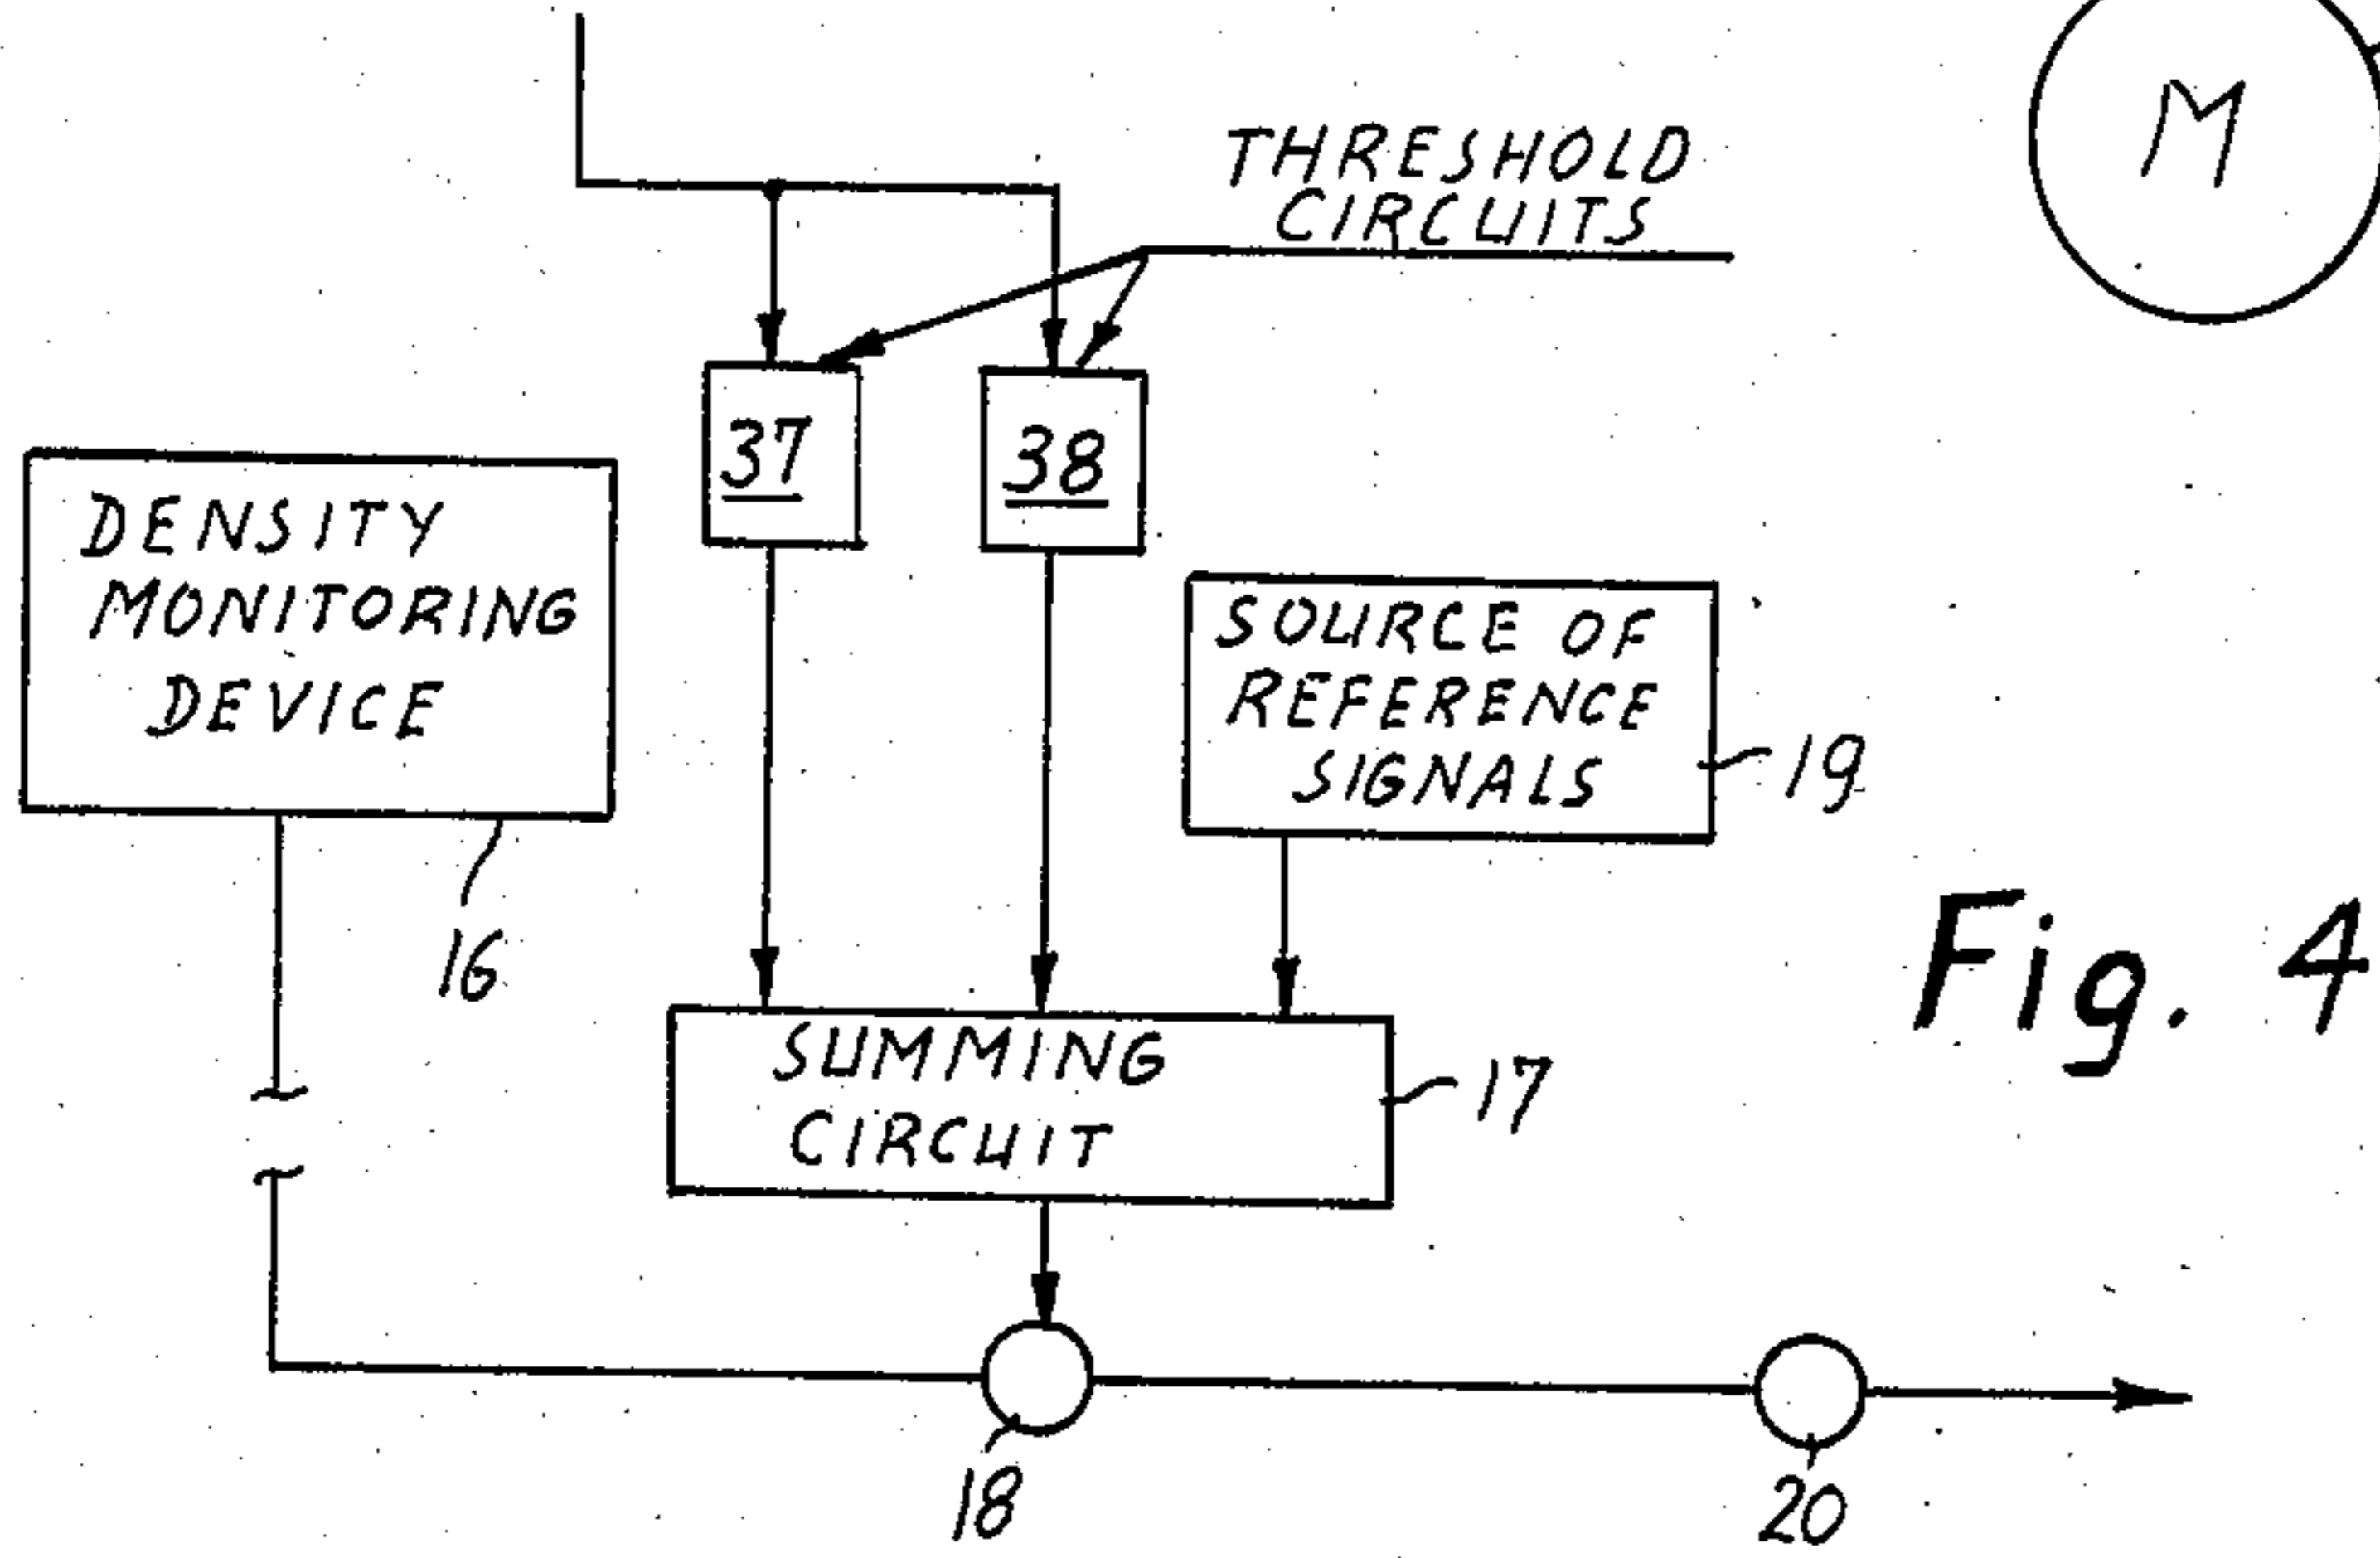 M
THRESHOLD
CIRCUITS
37
38
DENSITY
MONITORING
DEVICE
16
SOURCE OF
REFERENCE
SIGNALS
19
Fig. 4
SUMMING
CIRCUIT
17
18
20